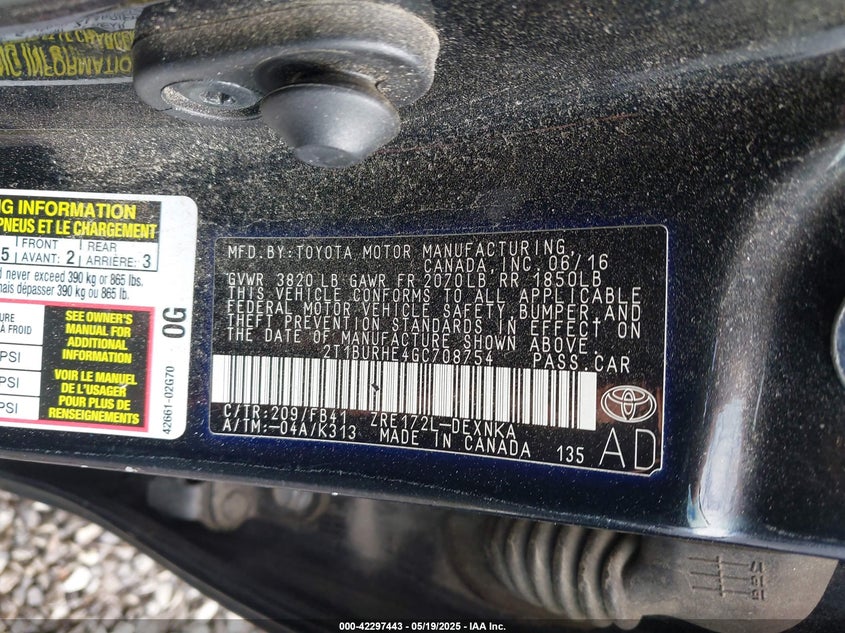 NG INFORMATION
PNEUS ET LE CHARGEMENT
5 FRONT AVANT: 2 REAR ARRIÈRE: 3
d never exceed 390 kg or 865 lbs.
mais dépasser 390 kg ou 865 lb.
URE
À FROID
PSI
PSI
PSI
SEE OWNER'S
MANUAL FOR
ADDITIONAL
INFORMATION
VOIR LE MANUEL
DE L'USAGER
POUR PLUS DE
RENSEIGNEMENTS
0G
42661-02G70
MFD.BY:TOYOTA MOTOR MANUFACTURING,
CANADA, INC. 06/16
GVWR 3820 LB GAWR FR 2070LB RR 1850LB
THIS VEHICLE CONFORMS TO ALL APPLICABLE
FEDERAL MOTOR VEHICLE SAFETY, BUMPER, AND
THEFT PREVENTION STANDARDS IN EFFECT ON
THE DATE OF MANUFACTURE SHOWN ABOVE.
2T1BURHE4GC708754 PASS.CAR
C/TR:209/FB41 ZRE172L-DEXNKA
A/TM:-04A/K313 MADE IN CANADA 135
AD
000-42297443 - 05/19/2025 - IAA Inc.